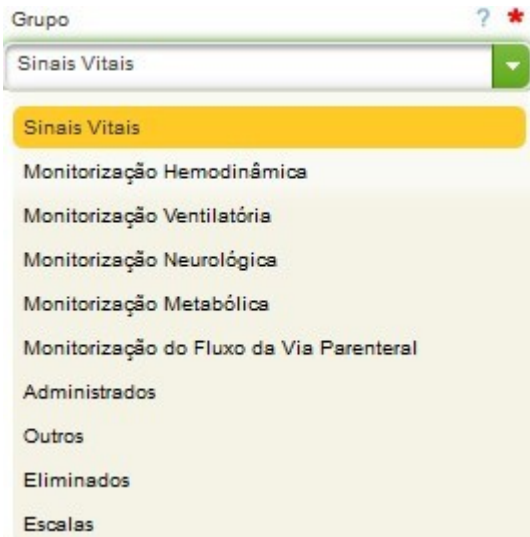 Grupo ? *
Sinais Vitais
Sinais Vitais
Monitorização Hemodinâmica
Monitorização Ventilatória
Monitorização Neurológica
Monitorização Metabólica
Monitorização do Fluxo da Via Parenteral
Administrados
Outros
Eliminados
Escalas